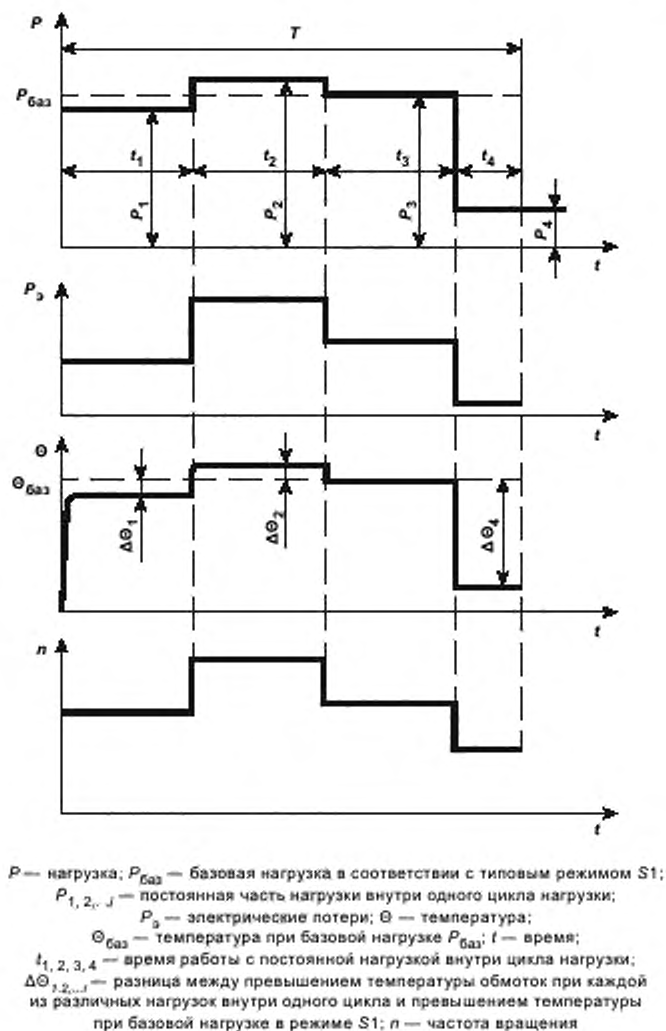 P
T
Pбаз
t1
t2
t3
t4
P1
P2
P3
P4
t
Pэ
t
Θ
Θбаз
ΔΘ1
ΔΘ2
ΔΘ4
t
n
t
P — нагрузка; Pбаз — базовая нагрузка в соответствии с типовым режимом S1;
P1, 2,...i — постоянная часть нагрузки внутри одного цикла нагрузки;
Pэ — электрические потери; Θ — температура;
Θбаз — температура при базовой нагрузке Pбаз; t — время;
t1, 2, 3, 4 — время работы с постоянной нагрузкой внутри цикла нагрузки;
ΔΘ1,2,...i — разница между превышением температуры обмоток при каждой
из различных нагрузок внутри одного цикла и превышением температуры
при базовой нагрузке в режиме S1; n — частота вращения